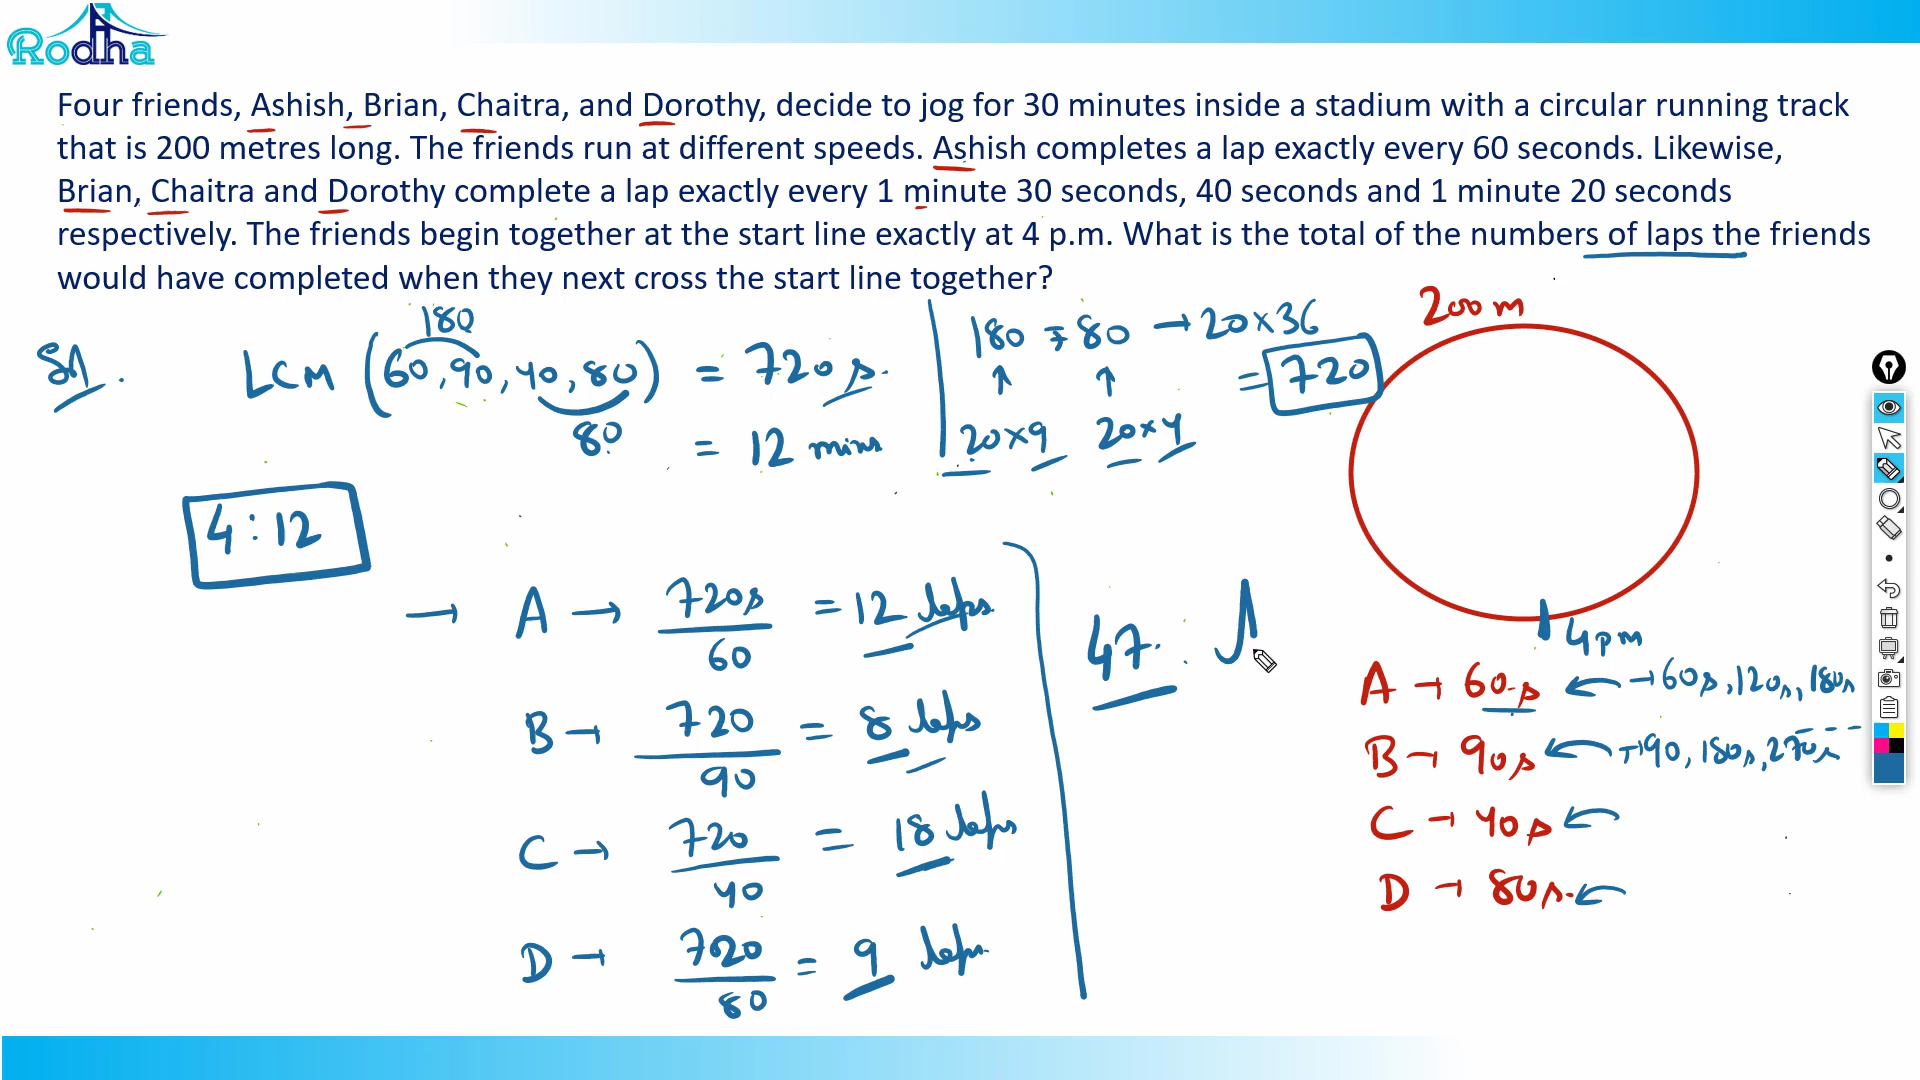 Rodha
Four friends, Ashish, Brian, Chaitra, and Dorothy, decide to jog for 30 minutes inside a stadium with a circular running track
that is 200 metres long. The friends run at different speeds. Ashish completes a lap exactly every 60 seconds. Likewise,
Brian, Chaitra and Dorothy complete a lap exactly every 1 minute 30 seconds, 40 seconds and 1 minute 20 seconds
respectively. The friends begin together at the start line exactly at 4 p.m. What is the total of the numbers of laps the friends
would have completed when they next cross the start line together?
180
LCM (60, 90, 40, 80) = 720 s.
80
= 12 mins
180 80 → 20×36
= 720
20×9 20×4
200 m
4:12
→ A → 720s / 60 = 12 laps
B → 720 / 90 = 8 laps
C → 720 / 40 = 18 laps
D → 720 / 80 = 9 laps
47.
4 pm
A → 60 s ← → 60s, 120s, 180s
B → 90s ← → 90, 180s, 270s
C → 40s ←
D → 80s. ←